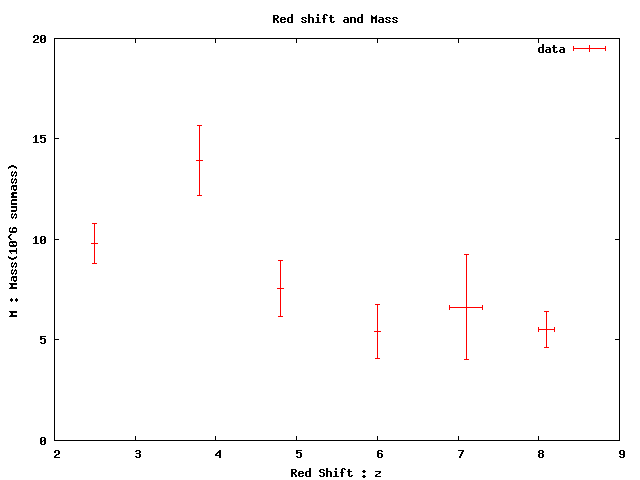 Red shift and Mass
data
M : Mass(10^6 sunmass)
20
15
10
5
0
2 3 4 5 6 7 8 9
Red Shift : z